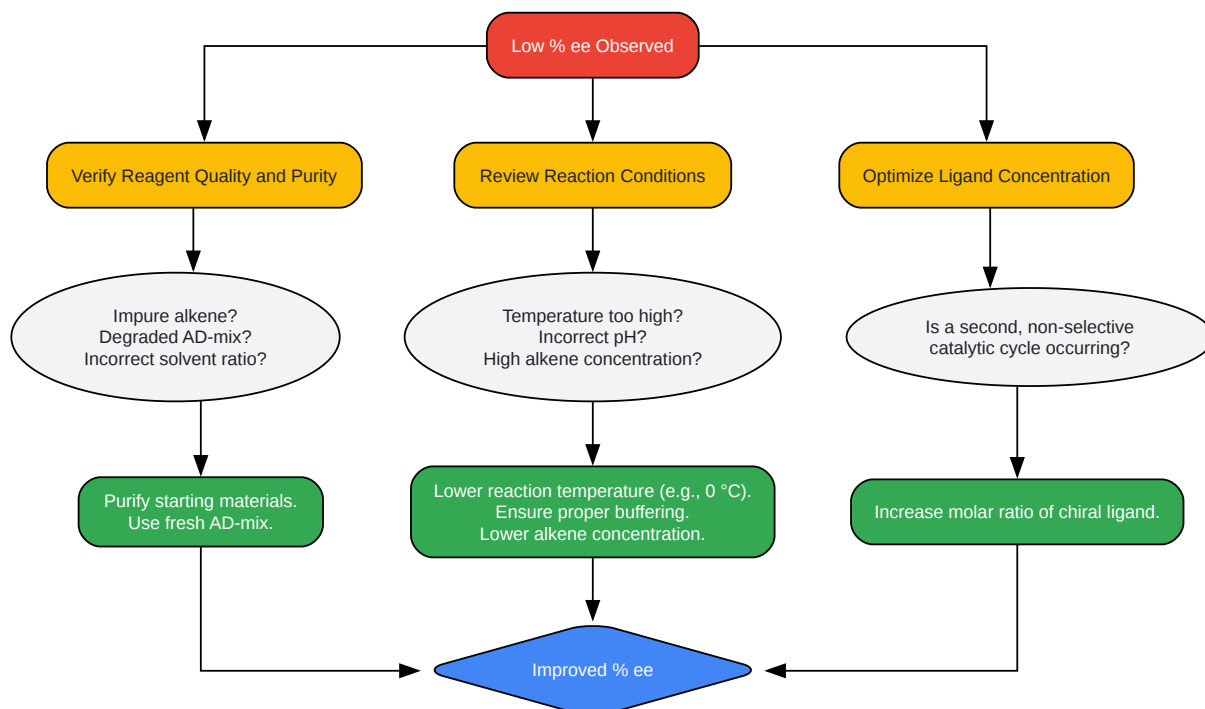 Low % ee Observed
Verify Reagent Quality and Purity
Review Reaction Conditions
Optimize Ligand Concentration
Impure alkene?
Degraded AD-mix?
Incorrect solvent ratio?
Temperature too high?
Incorrect pH?
High alkene concentration?
Is a second, non-selective
catalytic cycle occurring?
Purify starting materials.
Use fresh AD-mix.
Lower reaction temperature (e.g., 0 °C).
Ensure proper buffering.
Lower alkene concentration.
Increase molar ratio of chiral ligand.
Improved % ee